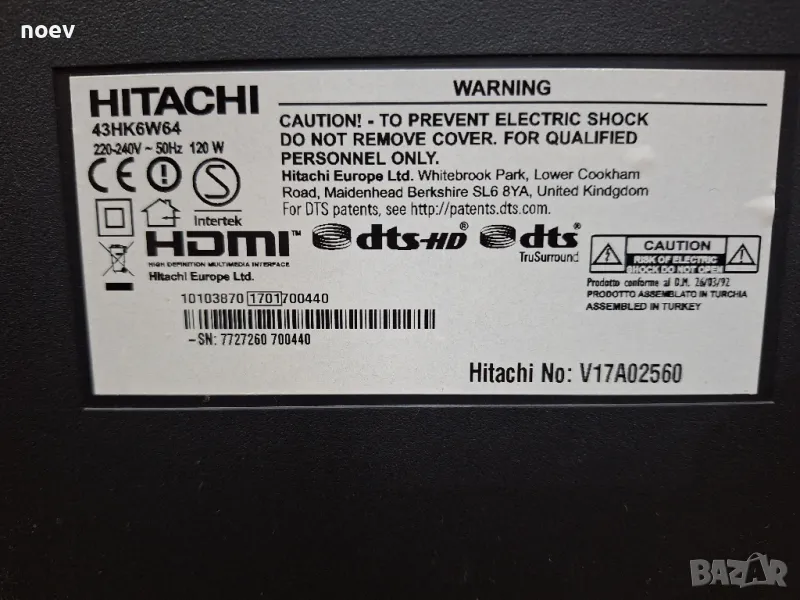 noev
HITACHI
43HK6W64
220-240V ~ 50Hz 120 W
CE
S
Intertek
WARNING
CAUTION! - TO PREVENT ELECTRIC SHOCK
DO NOT REMOVE COVER. FOR QUALIFIED
PERSONNEL ONLY.
Hitachi Europe Ltd. Whitebrook Park, Lower Cookham
Road, Maidenhead Berkshire SL6 8YA, United Kindgdom
For DTS patents, see http://patents.dts.com.
HDMI™
HIGH DEFINITION MULTIMEDIA INTERFACE
Hitachi Europe Ltd.
dts-HD®
dts®
TruSurround
CAUTION
RISK OF ELECTRIC
SHOCK DO NOT OPEN
Prodotto conforme al D.M. 26/03/92
PRODOTTO ASSEMBLATO IN TURCHIA
ASSEMBLED IN TURKEY
10103870 1701 700440
-SN: 7727260 700440
Hitachi No: V17A02560
BAZAR